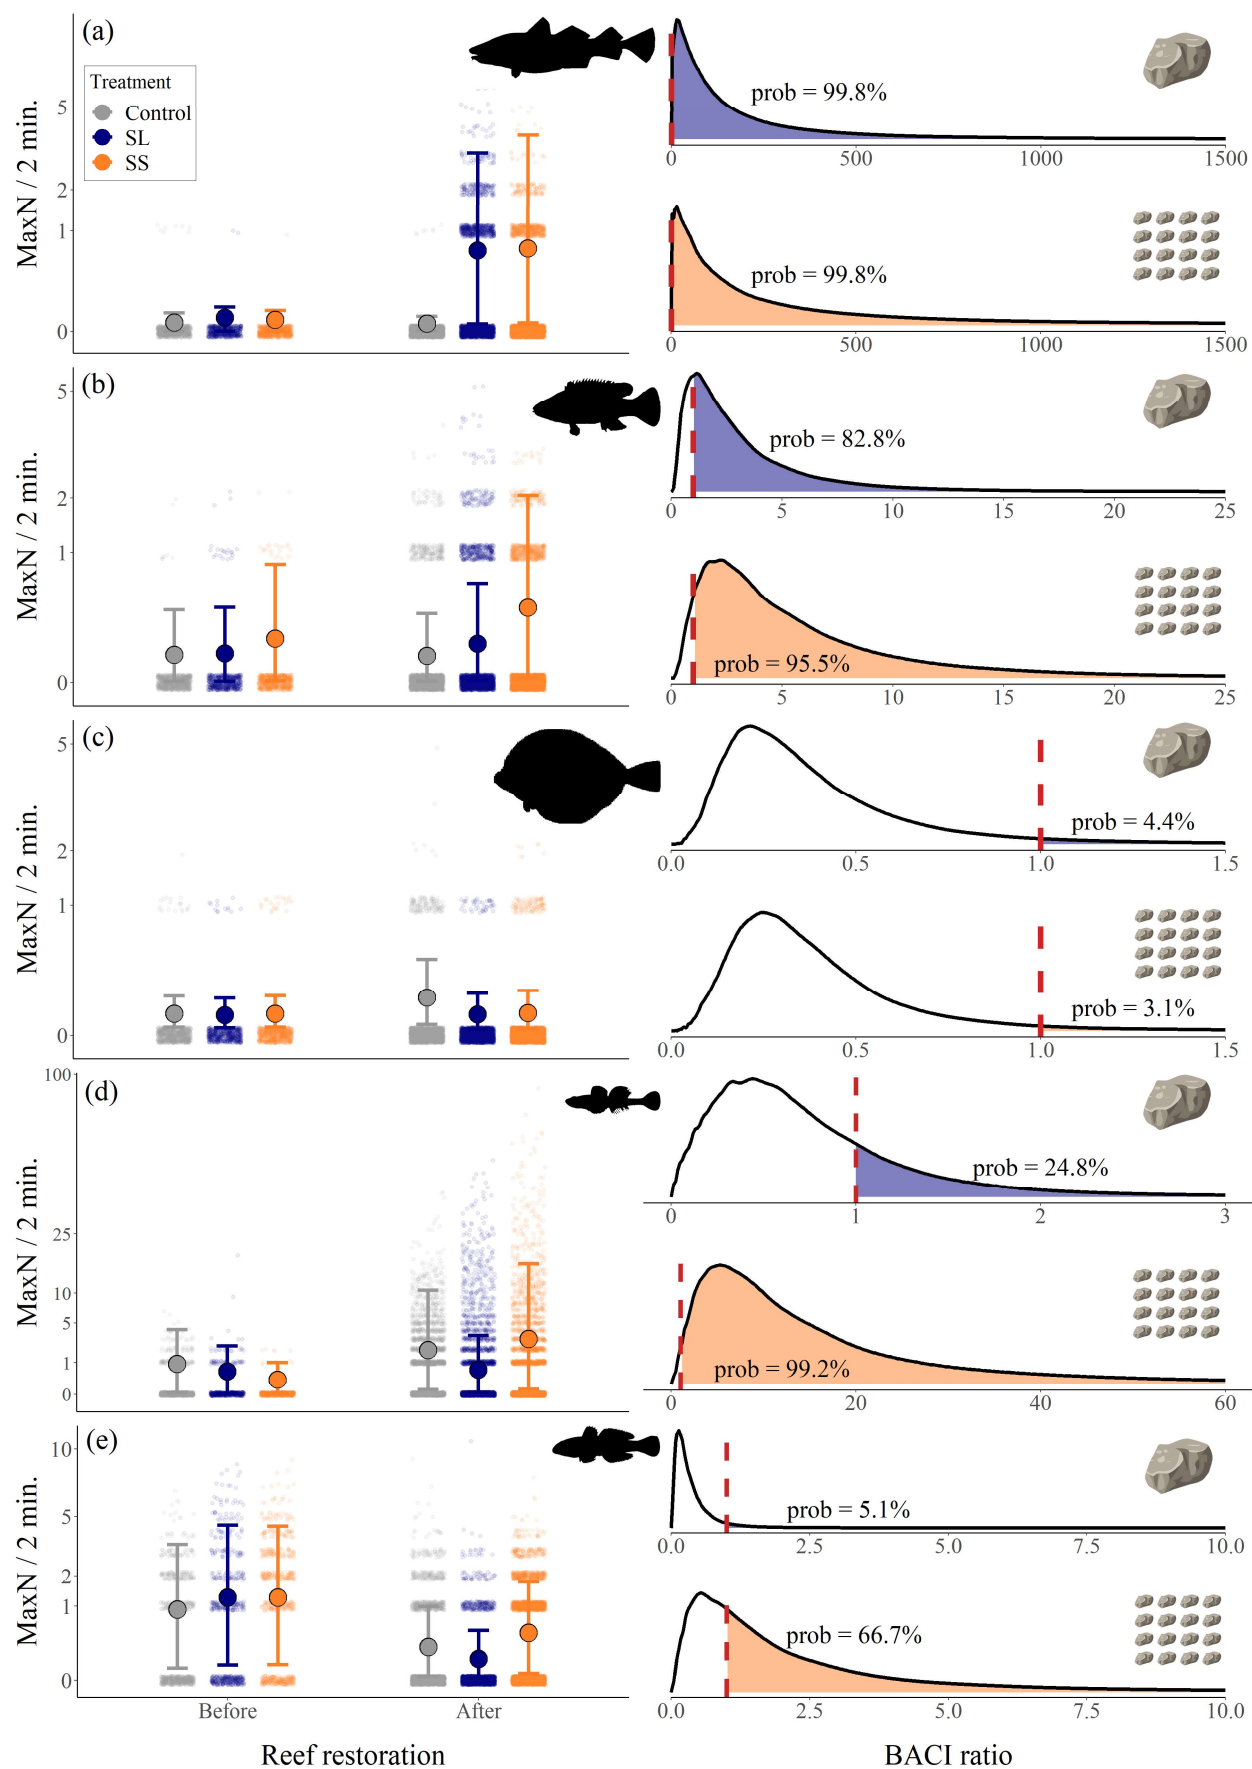 (a)
Treatment
Control
SL
SS
MaxN / 2 min.
5
2
1
0
prob = 99.8%
0 500 1000 1500
prob = 99.8%
0 500 1000 1500
(b)
MaxN / 2 min.
5
2
1
0
prob = 82.8%
0 5 10 15 20 25
prob = 95.5%
0 5 10 15 20 25
(c)
MaxN / 2 min.
5
2
1
0
prob = 4.4%
0.0 0.5 1.0 1.5
prob = 3.1%
0.0 0.5 1.0 1.5
(d)
MaxN / 2 min.
100
25
10
5
1
0
prob = 24.8%
0 1 2 3
prob = 99.2%
0 20 40 60
(e)
MaxN / 2 min.
10
5
2
1
0
prob = 5.1%
0.0 2.5 5.0 7.5 10.0
prob = 66.7%
0.0 2.5 5.0 7.5 10.0
Before After
Reef restoration
BACI ratio